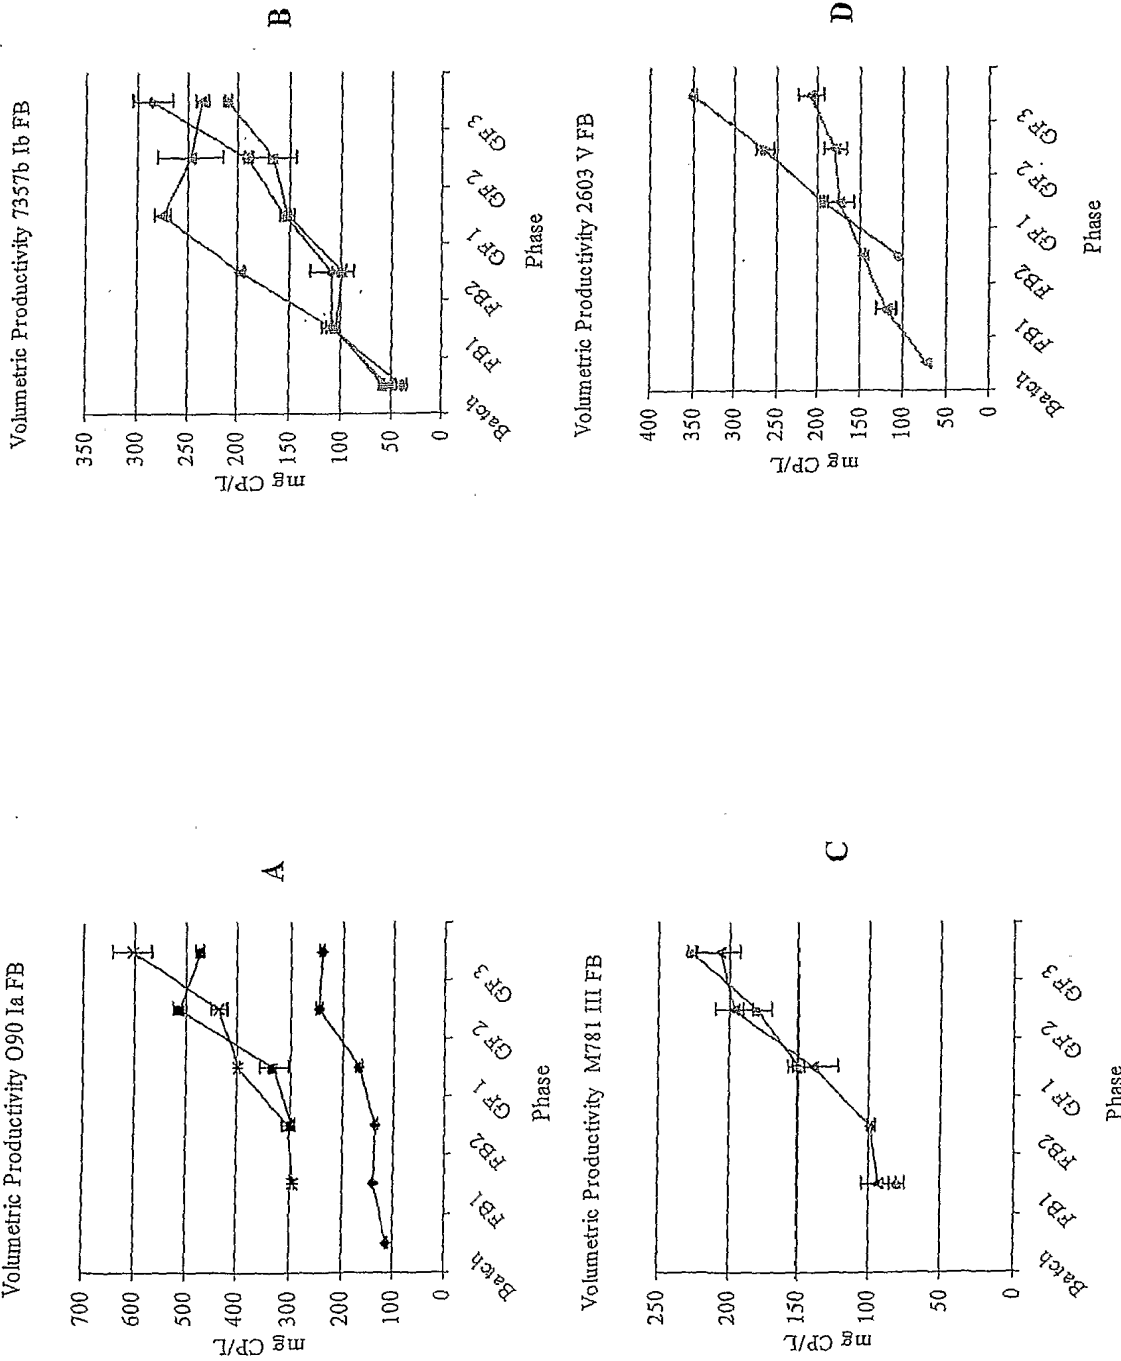 Volumetric Productivity O90 Ia FB
700
600
500
400
300
200
100
0
mg CP/L
Batch
FB1
FB2
GF 1
GF 2
GF 3
Phase
A
Volumetric Productivity 7357b Ib FB
350
300
250
200
150
100
50
0
mg CP/L
Batch
FB1
FB2
GF 1
GF 2
GF 3
Phase
B
Volumetric Productivity M781 III FB
250
200
150
100
50
0
mg CP/L
Batch
FB1
FB2
GF 1
GF 2
GF 3
Phase
C
Volumetric Productivity 2603 V FB
400
350
300
250
200
150
100
50
0
mg CP/L
Batch
FB1
FB2
GF 1
GF 2
GF 3
Phase
D